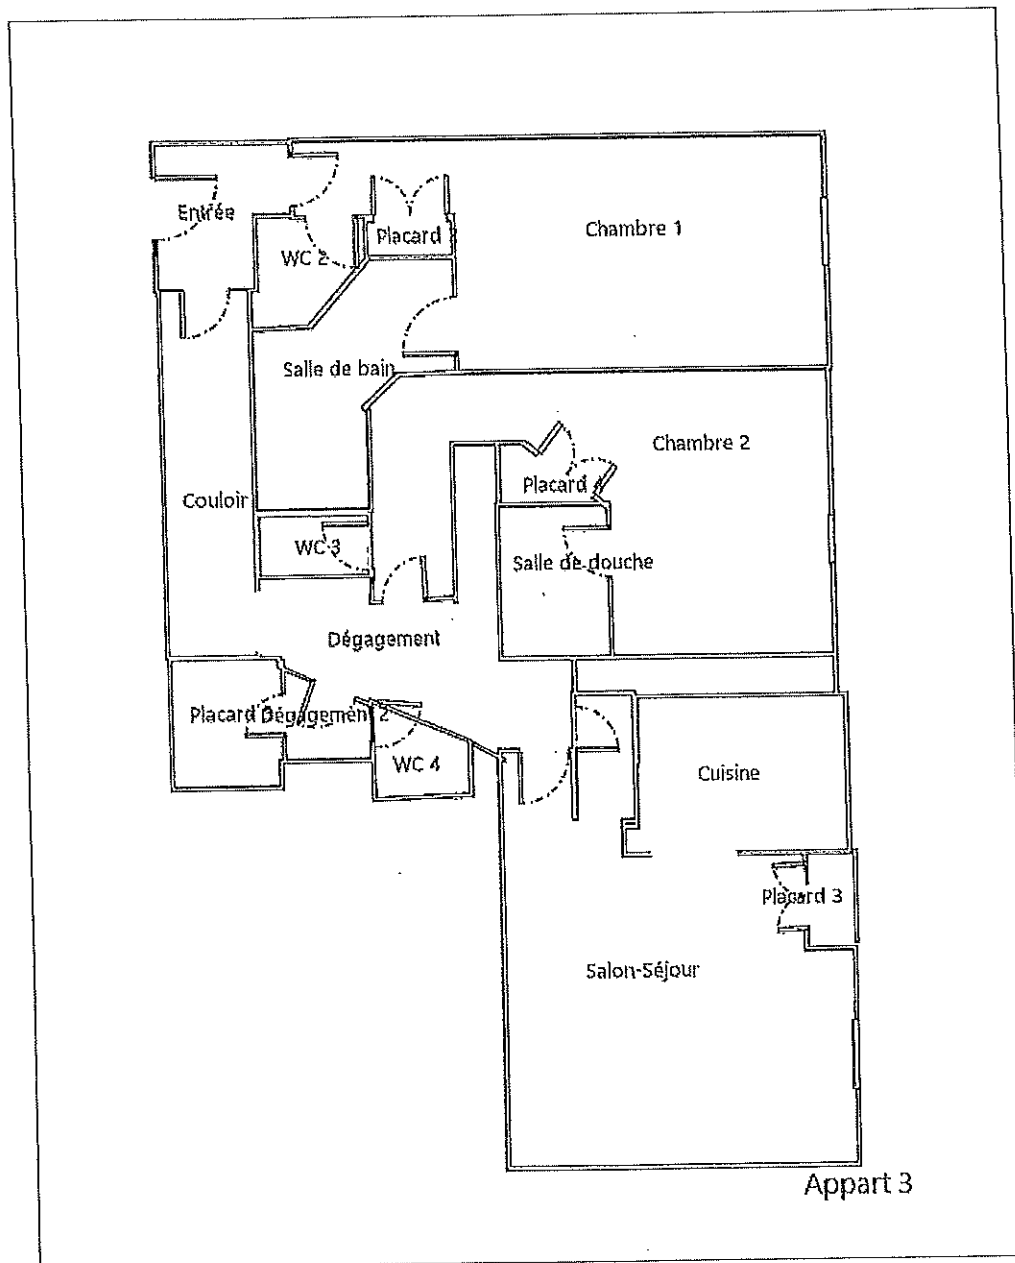 Entrée
Chambre 1
Placard
WC 2
Salle de bain
Chambre 2
Placard
Couloir
WC 3
Salle de douche
Dégagement
Placard
Dégagement 2
WC 4
Cuisine
Placard 3
Salon-Séjour
Appart 3